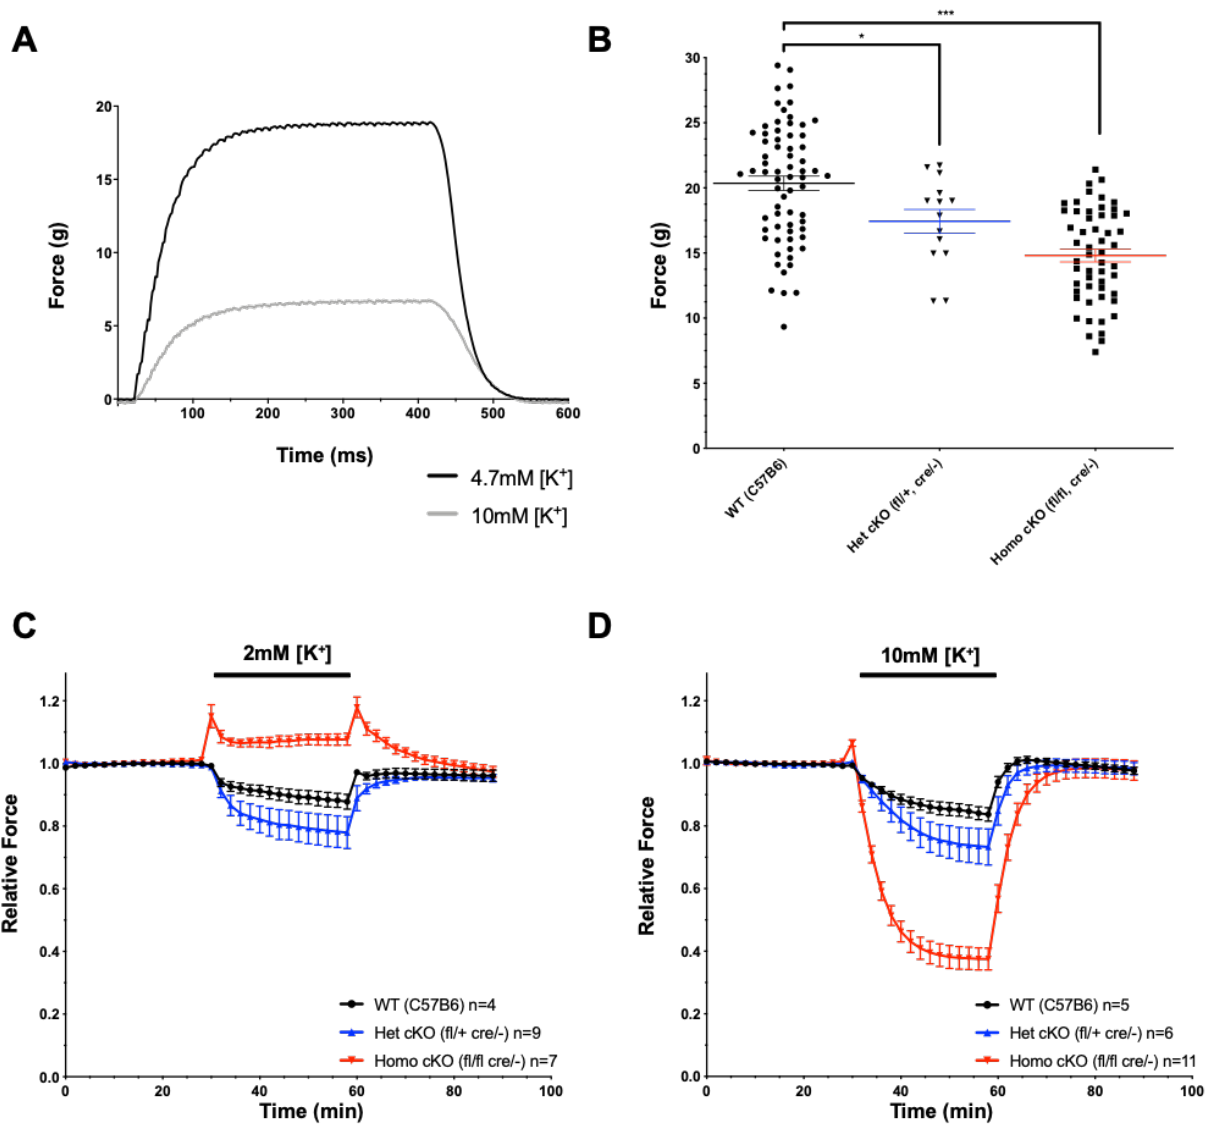 A
B
***
*
20
15
10
5
0
Force (g)
100 200 300 400 500 600
Time (ms)
4.7mM [K+]
10mM [K+]
30
25
20
15
10
5
0
Force (g)
WT (C57B6)
Het cKO (fl/+, cre/-)
Homo cKO (fl/fl, cre/-)
C
2mM [K+]
1.2
1.0
0.8
0.6
0.4
0.2
0.0
Relative Force
WT (C57B6) n=4
Het cKO (fl/+ cre/-) n=9
Homo cKO (fl/fl cre/-) n=7
0 20 40 60 80 100
Time (min)
D
10mM [K+]
1.2
1.0
0.8
0.6
0.4
0.2
0.0
Relative Force
WT (C57B6) n=5
Het cKO (fl/+ cre/-) n=6
Homo cKO (fl/fl cre/-) n=11
0 20 40 60 80 100
Time (min)